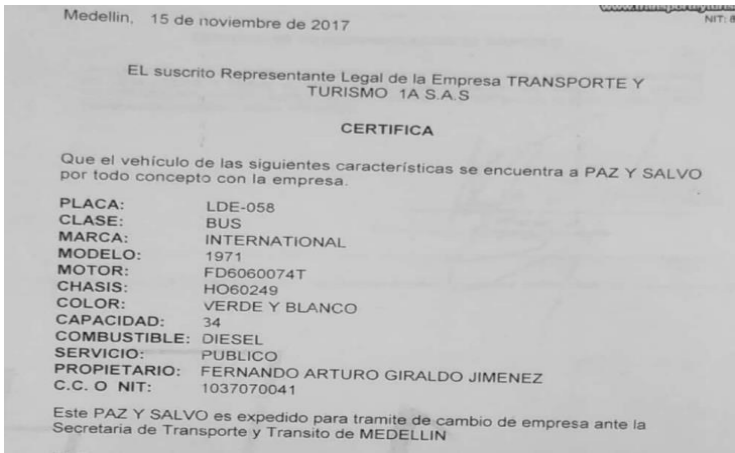 Medellin, 15 de noviembre de 2017
NIT: 8
EL suscrito Representante Legal de la Empresa TRANSPORTE Y
TURISMO 1A S.A.S
CERTIFICA
Que el vehículo de las siguientes características se encuentra a PAZ Y SALVO
por todo concepto con la empresa.
PLACA: LDE-058
CLASE: BUS
MARCA: INTERNATIONAL
MODELO: 1971
MOTOR: FD6060074T
CHASIS: HO60249
COLOR: VERDE Y BLANCO
CAPACIDAD: 34
COMBUSTIBLE: DIESEL
SERVICIO: PUBLICO
PROPIETARIO: FERNANDO ARTURO GIRALDO JIMENEZ
C.C. O NIT: 1037070041
Este PAZ Y SALVO es expedido para tramite de cambio de empresa ante la
Secretaria de Transporte y Transito de MEDELLIN